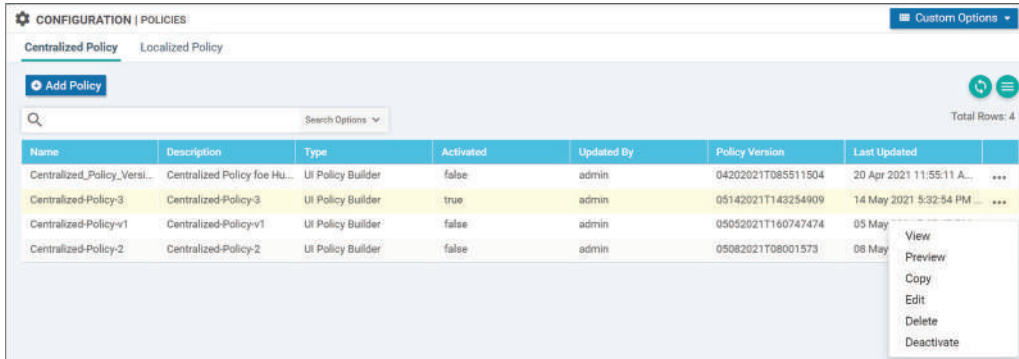 CONFIGURATION | POLICIES
Custom Options
Centralized Policy Localized Policy
Add Policy
Search Options
Total Rows: 4
Name Description Type Activated Updated By Policy Version Last Updated
Centralized_Policy_Versi... Centralized Policy foe Hu... UI Policy Builder false admin 04202021T085511504 20 Apr 2021 11:55:11 A... •••
Centralized-Policy-3 Centralized-Policy-3 UI Policy Builder true admin 05142021T143254909 14 May 2021 5:32:54 PM ... •••
Centralized-Policy-v1 Centralized-Policy-v1 UI Policy Builder false admin 05052021T160747474 05 May
Centralized-Policy-2 Centralized-Policy-2 UI Policy Builder false admin 05082021T08001573 08 May
View
Preview
Copy
Edit
Delete
Deactivate